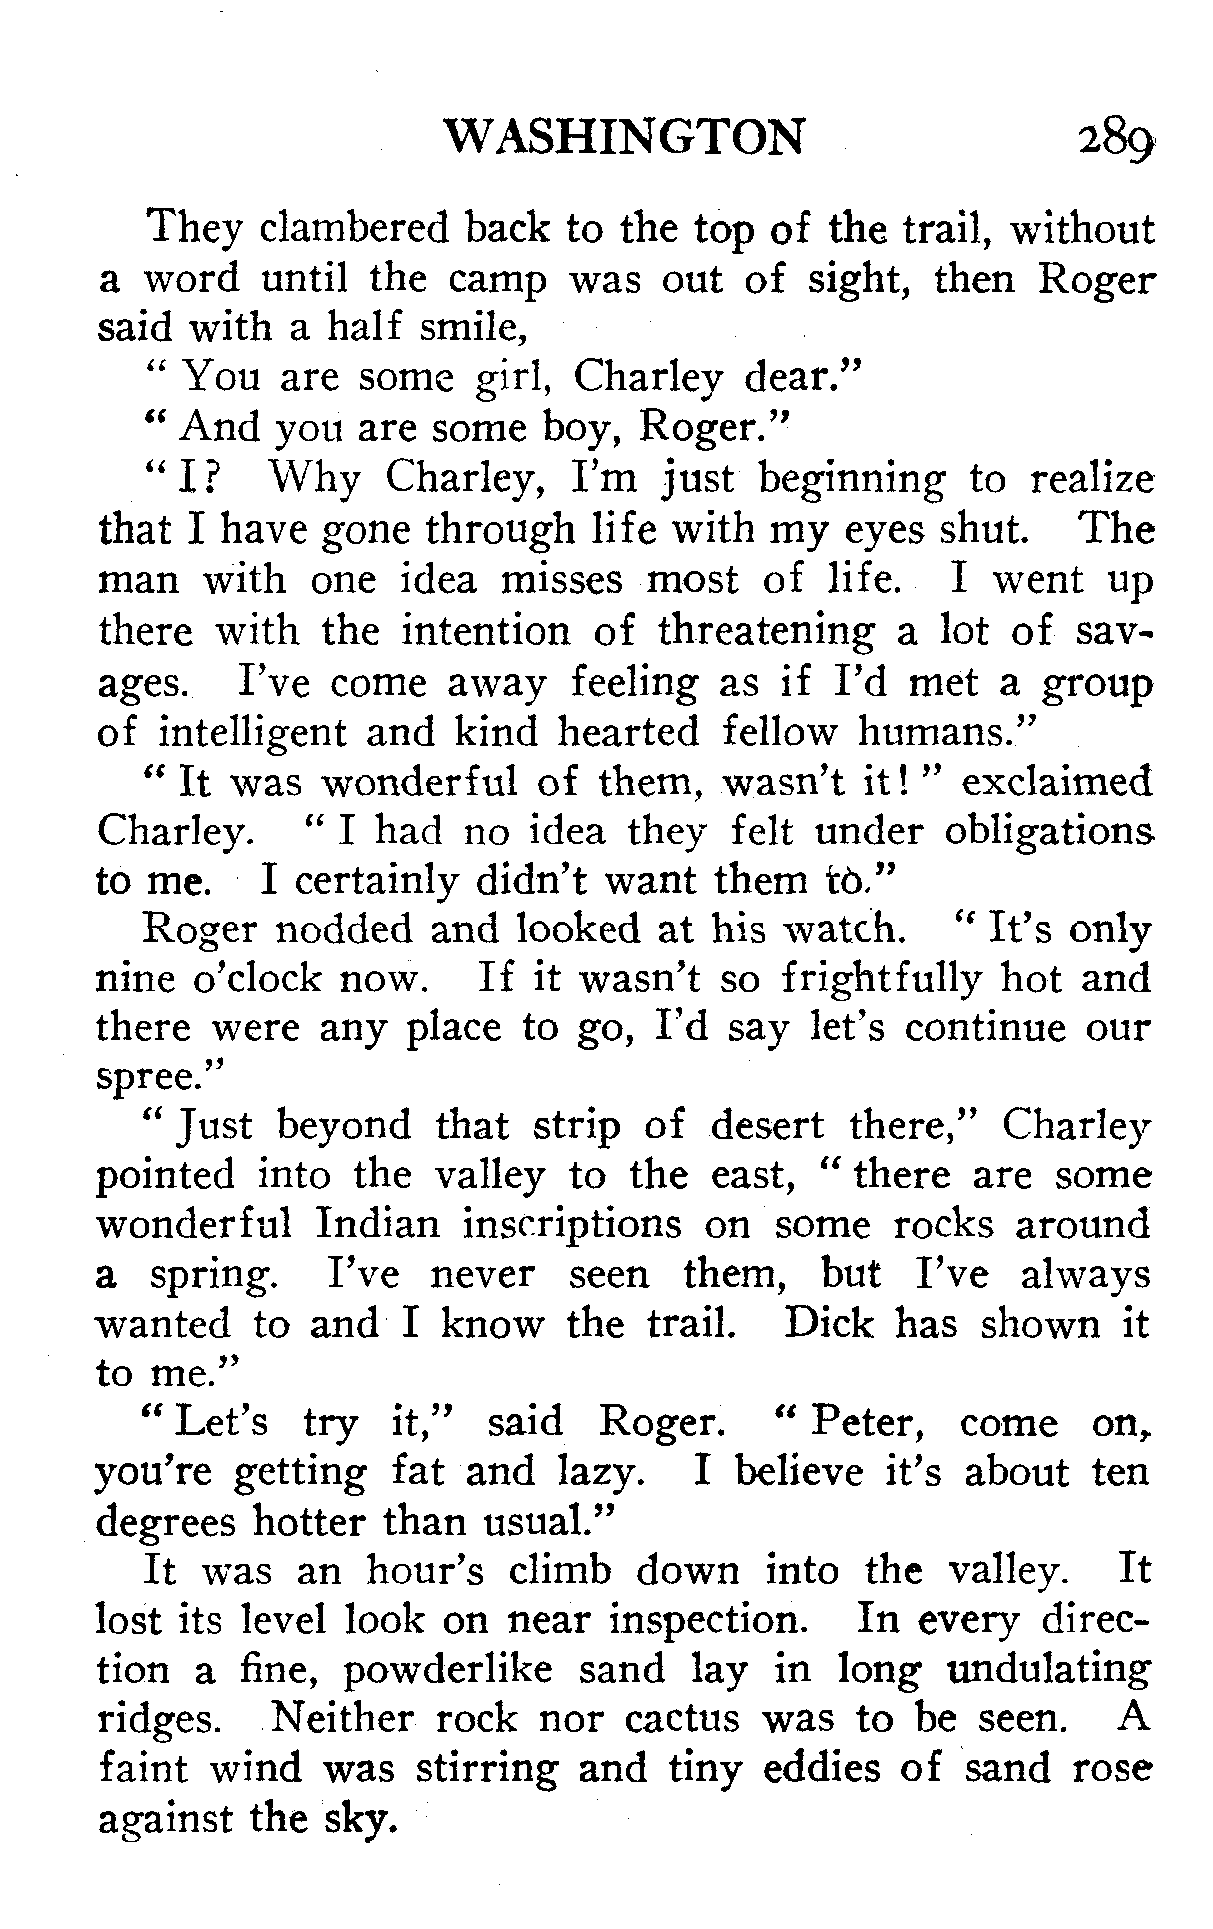 WASHINGTON 289
They clambered back to the top of the trail, without
a word until the camp was out of sight, then Roger
said with a half smile,
" You are some girl, Charley dear."
" And you are some boy, Roger."
" I? Why Charley, I'm just beginning to realize
that I have gone through life with my eyes shut. The
man with one idea misses most of life. I went up
there with the intention of threatening a lot of sav-
ages. I've come away feeling as if I'd met a group
of intelligent and kind hearted fellow humans."
" It was wonderful of them, wasn't it! " exclaimed
Charley. " I had no idea they felt under obligations
to me. I certainly didn't want them to."
Roger nodded and looked at his watch. " It's only
nine o'clock now. If it wasn't so frightfully hot and
there were any place to go, I'd say let's continue our
spree."
" Just beyond that strip of desert there," Charley
pointed into the valley to the east, " there are some
wonderful Indian inscriptions on some rocks around
a spring. I've never seen them, but I've always
wanted to and I know the trail. Dick has shown it
to me."
" Let's try it," said Roger. " Peter, come on,
you're getting fat and lazy. I believe it's about ten
degrees hotter than usual."
It was an hour's climb down into the valley. It
lost its level look on near inspection. In every direc-
tion a fine, powderlike sand lay in long undulating
ridges. Neither rock nor cactus was to be seen. A
faint wind was stirring and tiny eddies of sand rose
against the sky.